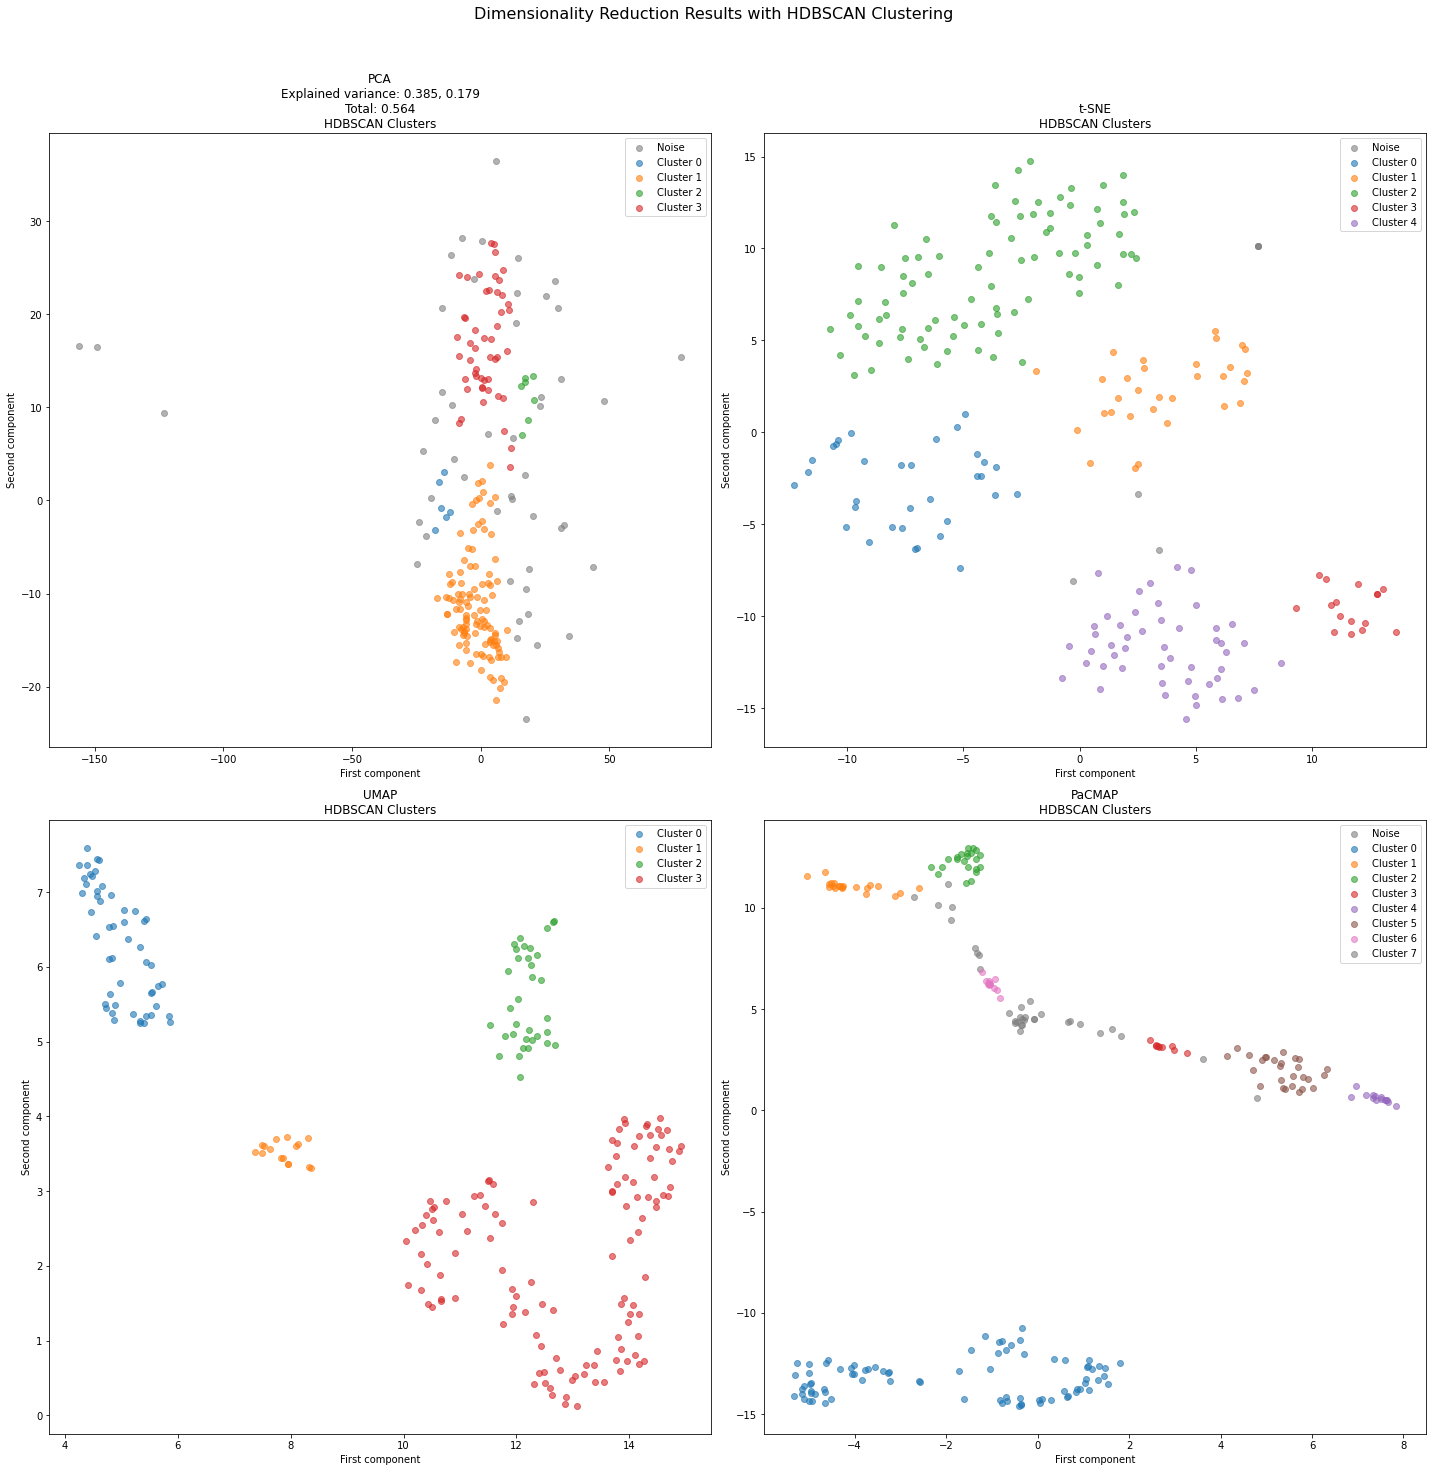 Dimensionality Reduction Results with HDBSCAN Clustering
PCA
Explained variance: 0.385, 0.179
Total: 0.564
HDBSCAN Clusters
Noise
Cluster 0
Cluster 1
Cluster 2
Cluster 3
30
20
10
0
−10
−20
Second component
−150
−100
−50
0
50
First component
t-SNE
HDBSCAN Clusters
Noise
Cluster 0
Cluster 1
Cluster 2
Cluster 3
Cluster 4
15
10
5
0
−5
−10
−15
Second component
−10
−5
0
5
10
First component
UMAP
HDBSCAN Clusters
Cluster 0
Cluster 1
Cluster 2
Cluster 3
7
6
5
4
3
2
1
0
Second component
4
6
8
10
12
14
First component
PaCMAP
HDBSCAN Clusters
Noise
Cluster 0
Cluster 1
Cluster 2
Cluster 3
Cluster 4
Cluster 5
Cluster 6
Cluster 7
10
5
0
−5
−10
−15
Second component
−4
−2
0
2
4
6
8
First component